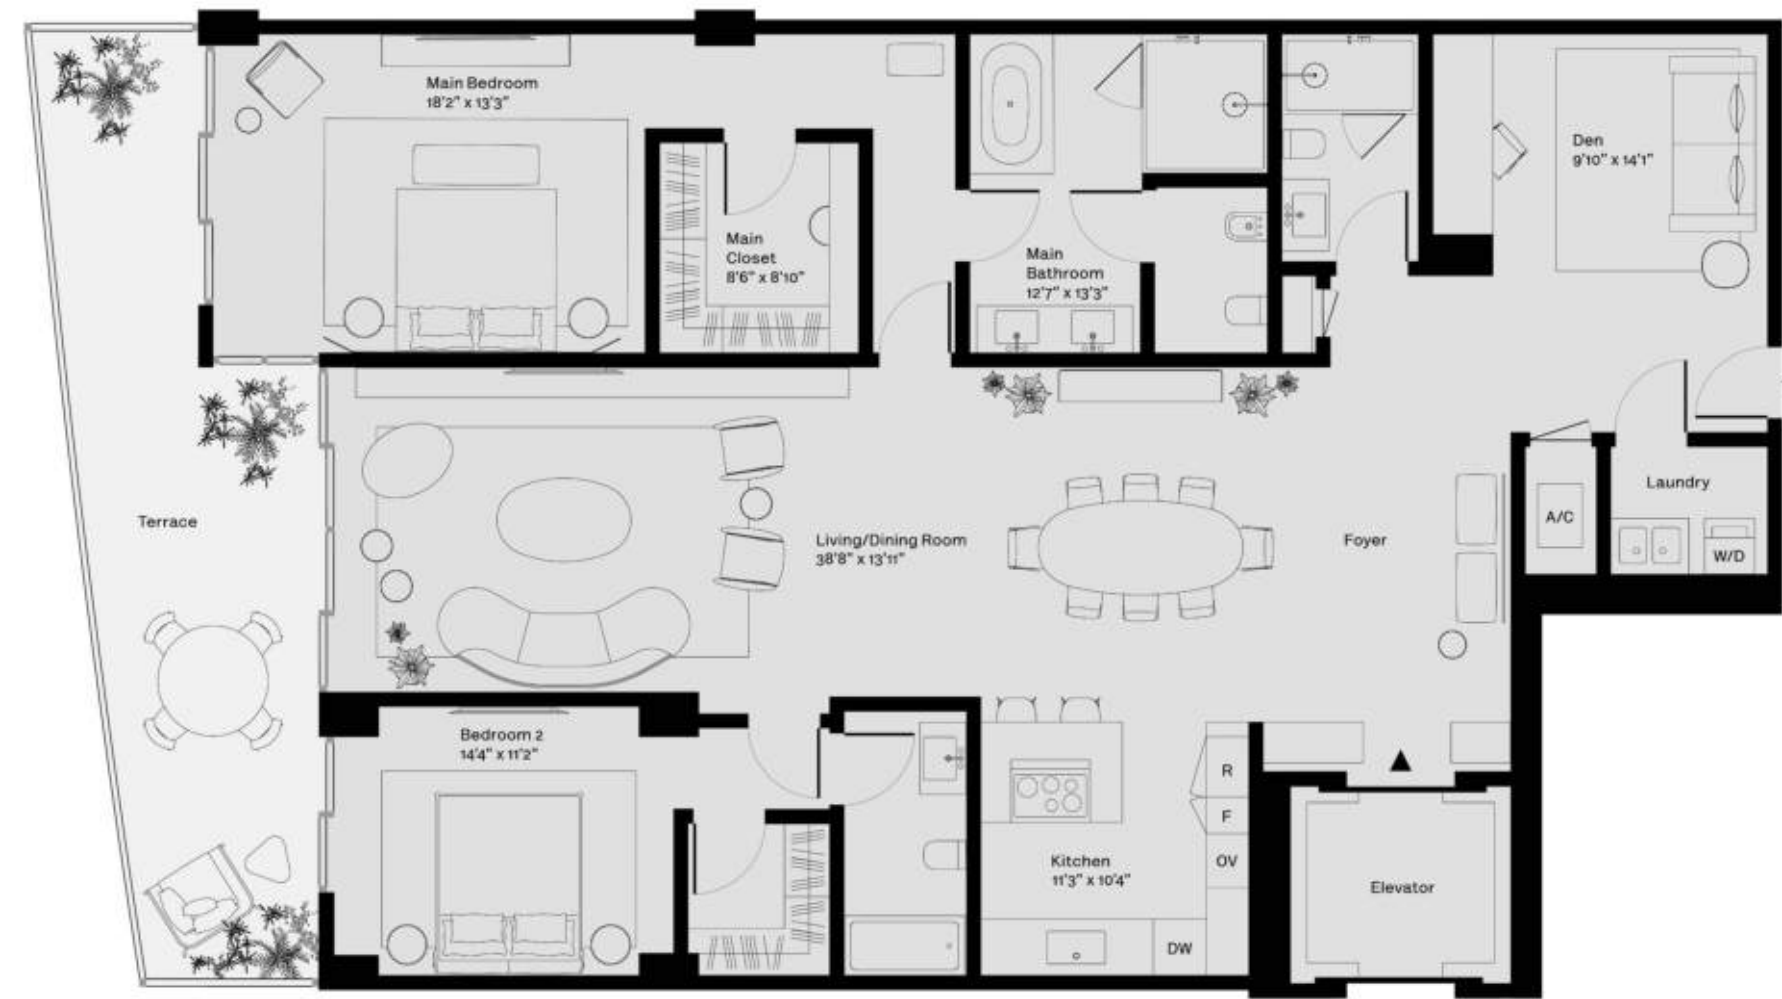 Main Bedroom
18'2" x 13'3"
Den
9'10" x 14'1"
Main
Closet
8'6" x 8'10"
Main
Bathroom
12'7" x 13'3"
Terrace
Living/Dining Room
38'8" x 13'11"
Foyer
A/C
Laundry
W/D
Bedroom 2
14'4" x 11'2"
R
F
OV
Kitchen
11'3" x 10'4"
DW
Elevator